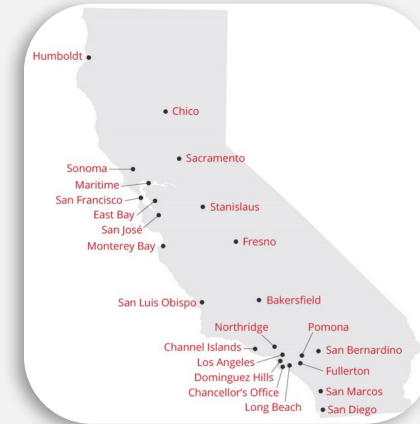 Humboldt
Chico
Sacramento
Sonoma
Maritime
San Francisco
East Bay
San José
Stanislaus
Monterey Bay
Fresno
San Luis Obispo
Bakersfield
Northridge
Pomona
Channel Islands
San Bernardino
Los Angeles
Dominguez Hills
Fullerton
Chancellor's Office
San Marcos
Long Beach
San Diego